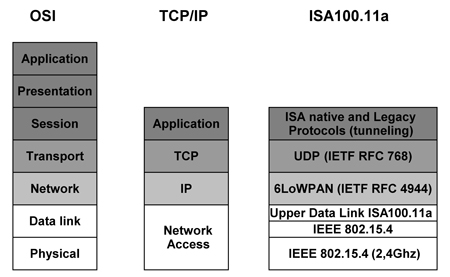 OSI
TCP/IP
ISA100.11a
Application
Presentation
Session
Transport
Network
Data link
Physical
Application
TCP
IP
Network
Access
ISA native and Legacy
Protocols (tunneling)
UDP (IETF RFC 768)
6LoWPAN (IETF RFC 4944)
Upper Data Link ISA100.11a
IEEE 802.15.4
IEEE 802.15.4 (2,4Ghz)